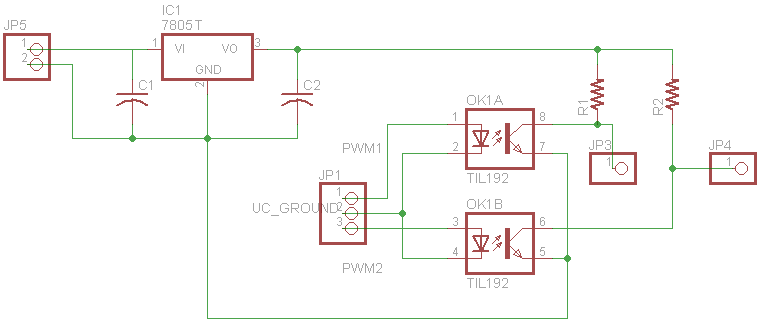 JP5
1
2
IC1
7805T
1
VI
VO
3
GND
2
C1
C2
R1
R2
OK1A
1
8
2
7
TIL192
PWM1
JP1
1
UC_GROUND
2
3
PWM2
OK1B
3
6
4
5
TIL192
JP3
1
JP4
1